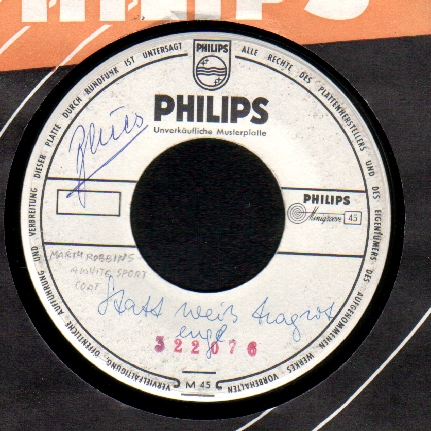 PHILIPS
VERVIELFÄLTIGUNG, ÖFFENTLICHE AUFFÜHRUNG UND VERBREITUNG DIESER PLATTE DURCH RUNDFUNK IST UNTERSAGT
ALLE RECHTE DES PLATTENHERSTELLERS UND DES EIGENTÜMERS DES AUFGENOMMENEN WERKES VORBEHALTEN
PHILIPS
PHILIPS
Unverkäufliche Musterplatte
PHILIPS
Minigroove 45
MARTY ROBBINS
A WHITE SPORT
COAT
Statt weiß
322076
M 45